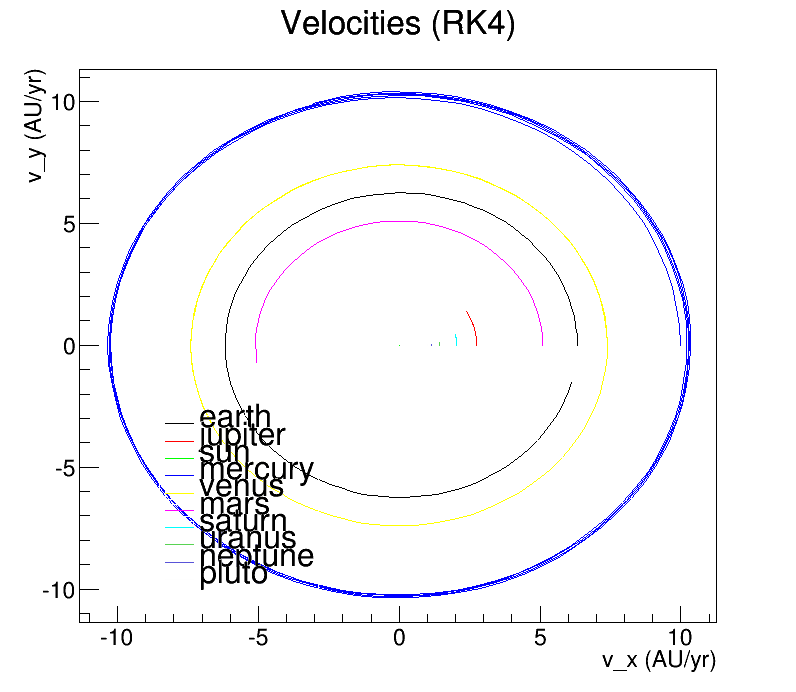 Velocities (RK4)
v_y (AU/yr)
10
5
0
-5
-10
earth
jupiter
sun
mercury
venus
mars
saturn
uranus
neptune
pluto
-10 -5 0 5 10
v_x (AU/yr)